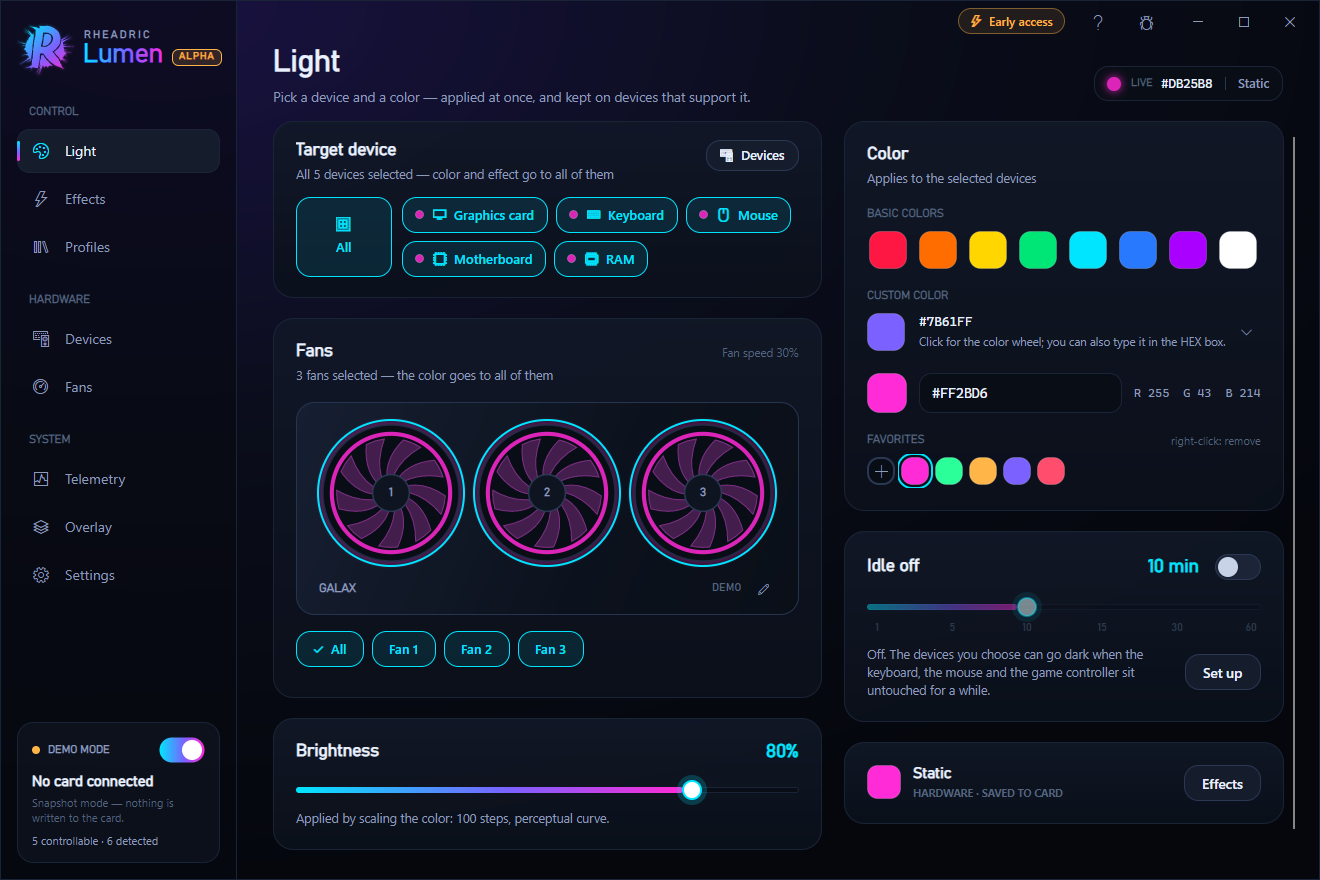 RHEADRIC
Lumen ALPHA
CONTROL
Light
Effects
Profiles
HARDWARE
Devices
Fans
SYSTEM
Telemetry
Overlay
Settings
DEMO MODE
No card connected
Snapshot mode — nothing is
written to the card.
5 controllable · 6 detected
Early access
Light
Pick a device and a color — applied at once, and kept on devices that support it.
LIVE #DB25B8 Static
Target device
All 5 devices selected — color and effect go to all of them
Devices
All
Graphics card Keyboard Mouse
Motherboard RAM
Fans
Fan speed 30%
3 fans selected — the color goes to all of them
1 2 3
GALAX DEMO
All Fan 1 Fan 2 Fan 3
Brightness 80%
Applied by scaling the color: 100 steps, perceptual curve.
Color
Applies to the selected devices
BASIC COLORS
CUSTOM COLOR
#7B61FF
Click for the color wheel; you can also type it in the HEX box.
#FF2BD6 R 255 G 43 B 214
FAVORITES right-click: remove
Idle off 10 min
1 5 10 15 30 60
Off. The devices you choose can go dark when the
keyboard, the mouse and the game controller sit
untouched for a while.
Set up
Static
HARDWARE · SAVED TO CARD
Effects